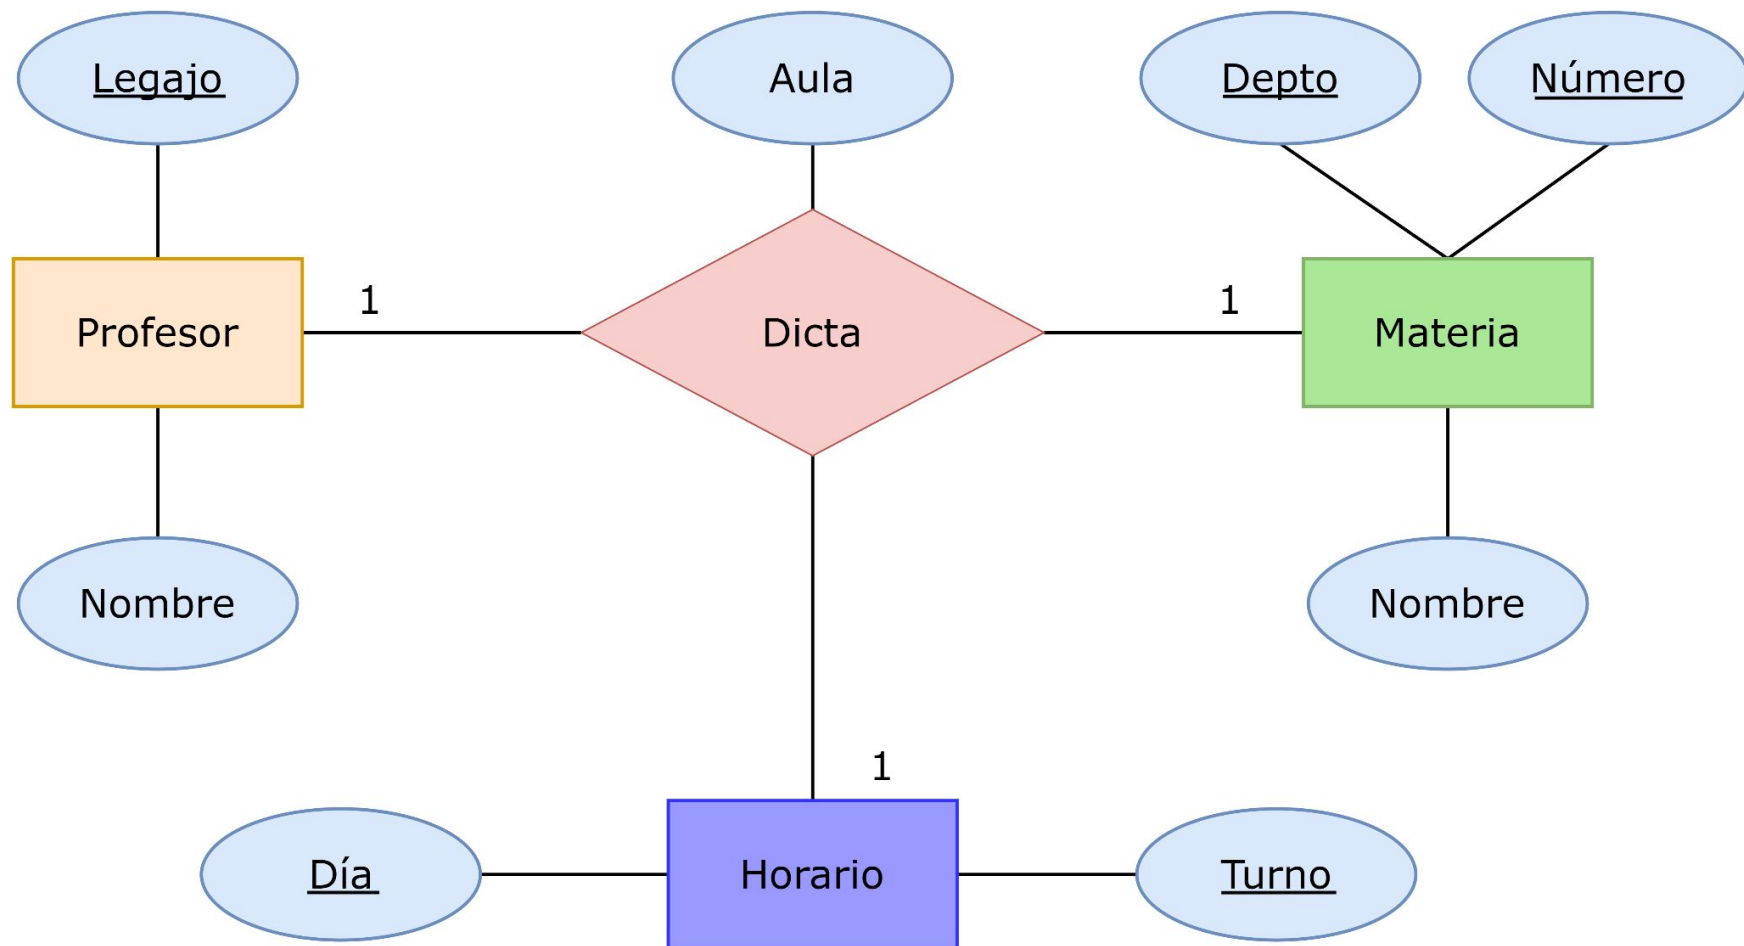 Legajo
Aula
Depto
Número
1
1
Profesor
Dicta
Materia
Nombre
Nombre
1
Día
Horario
Turno